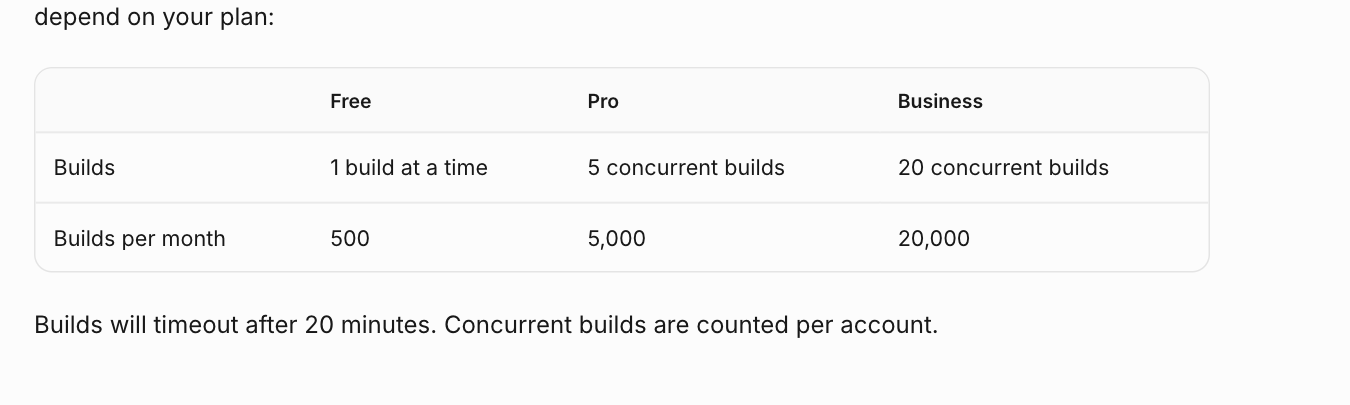 depend on your plan:
Free Pro Business
Builds 1 build at a time 5 concurrent builds 20 concurrent builds
Builds per month 500 5,000 20,000
Builds will timeout after 20 minutes. Concurrent builds are counted per account.